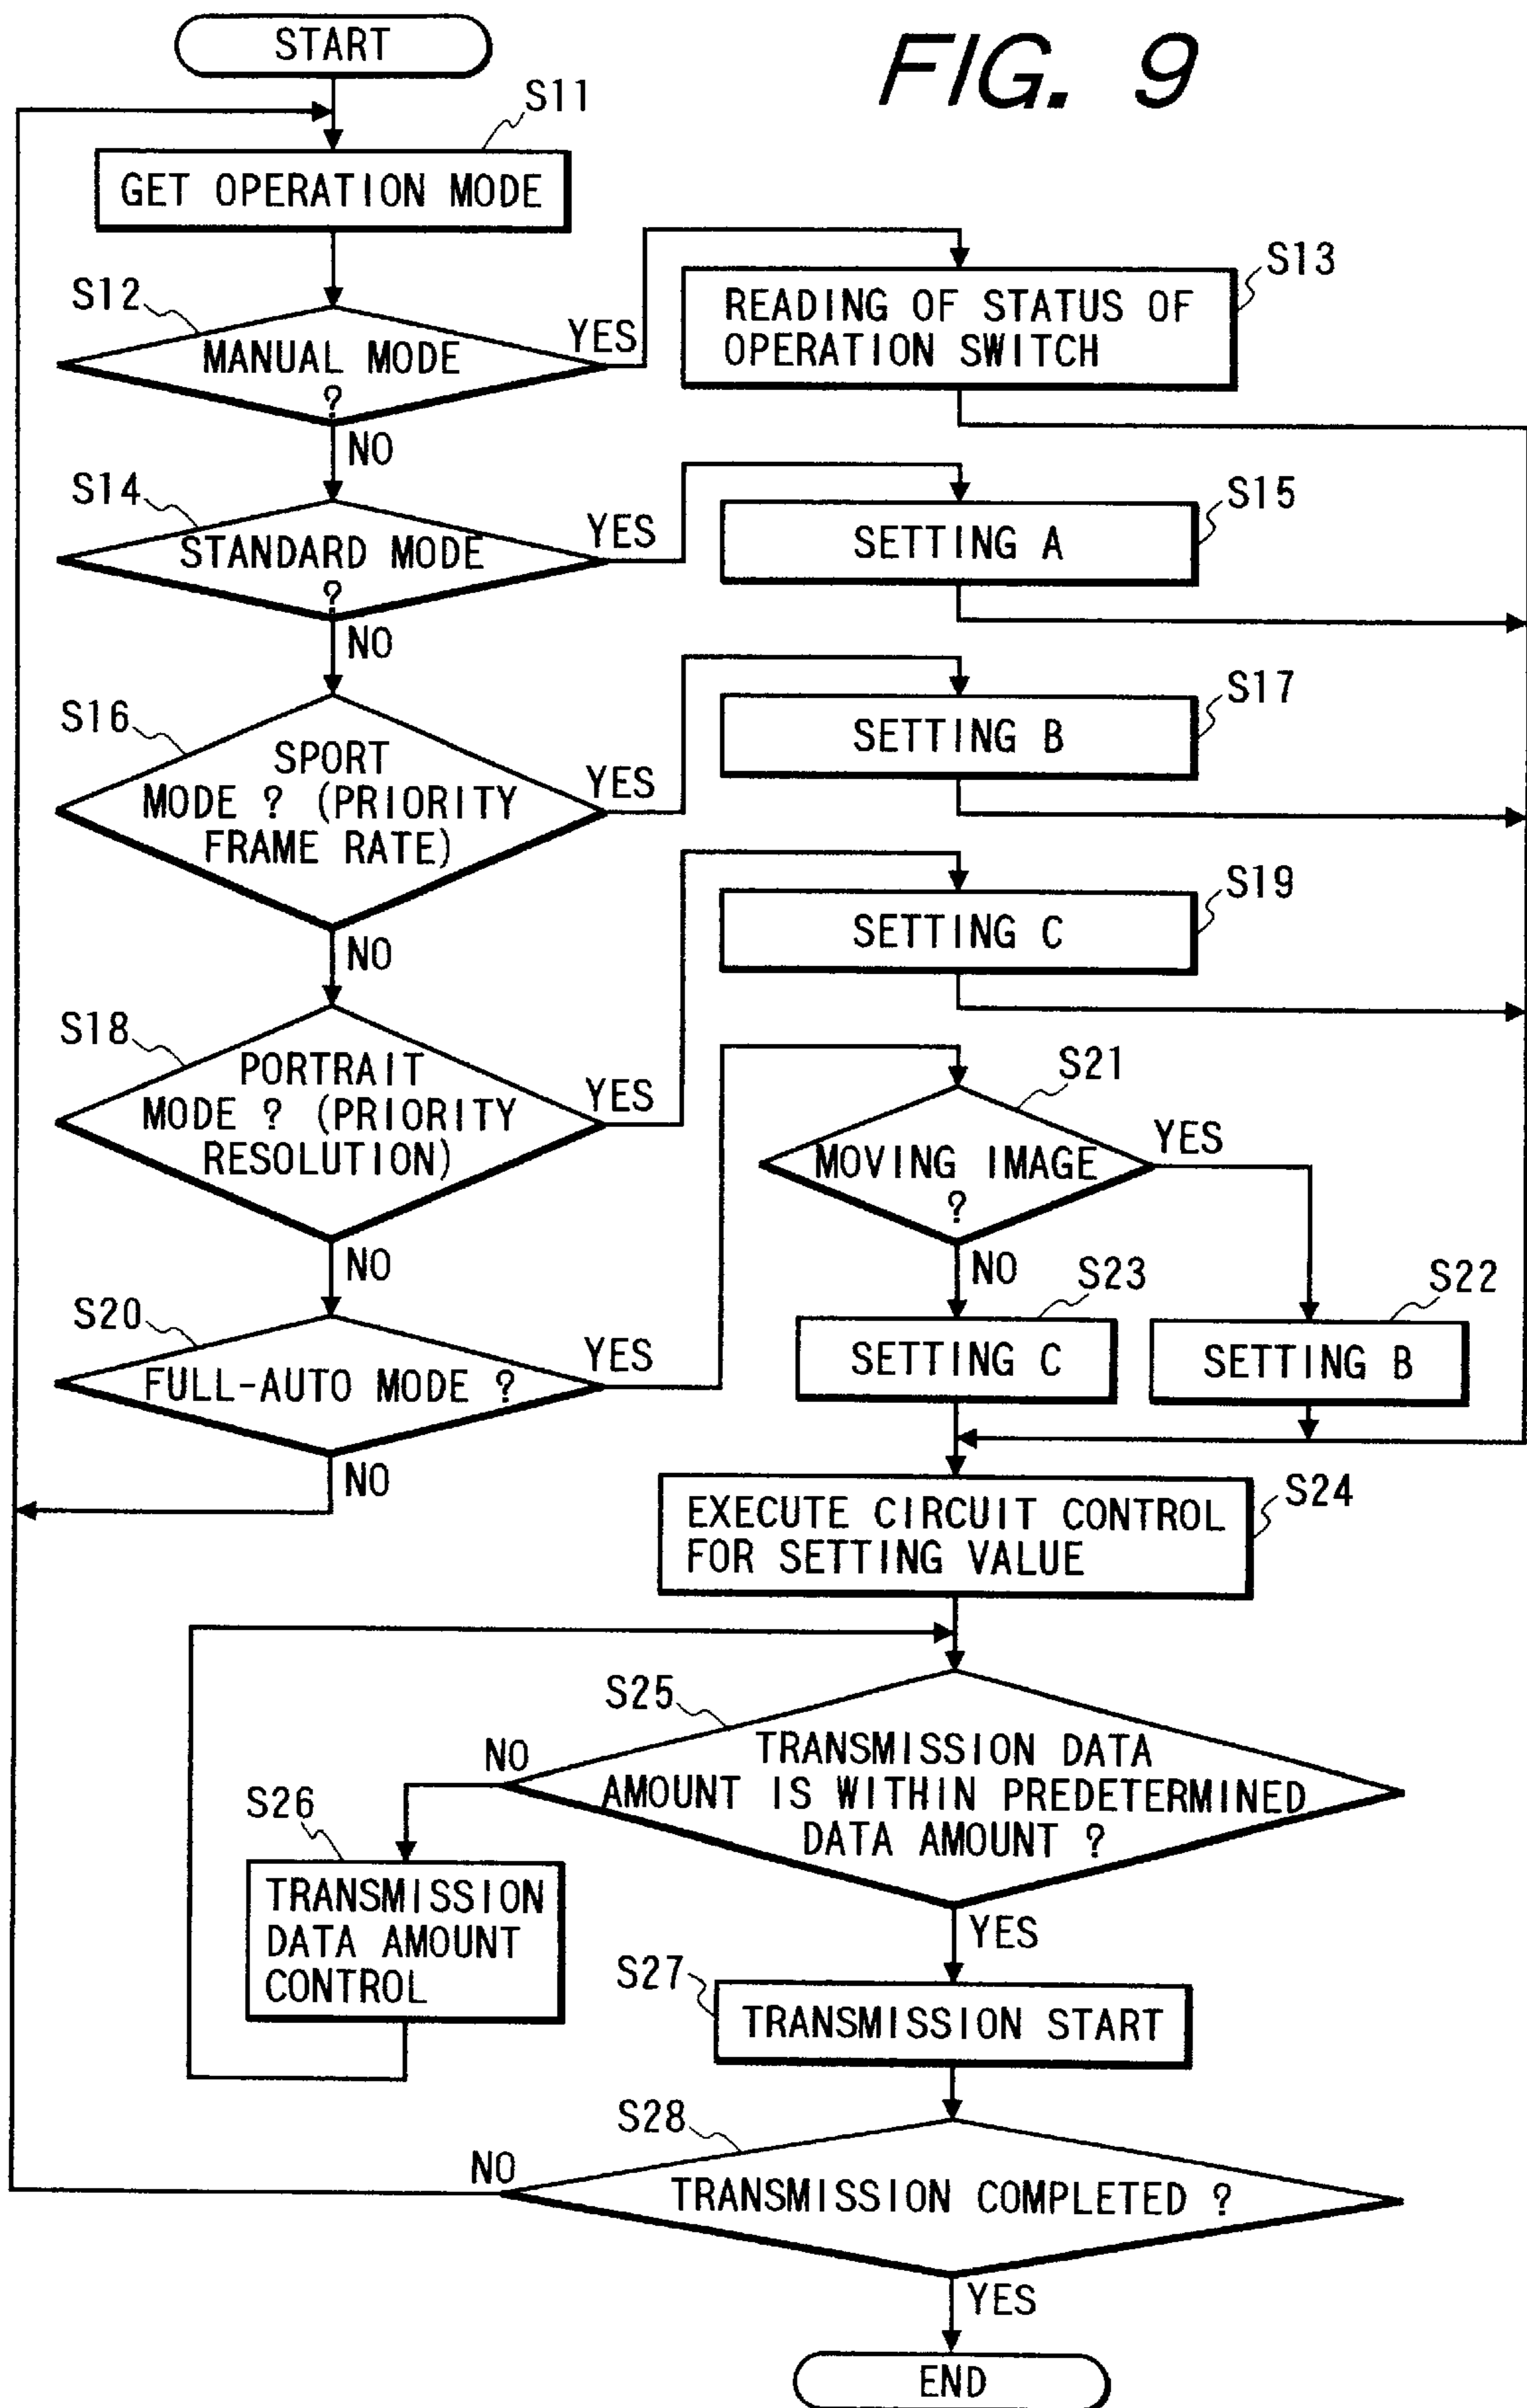 START
FIG. 9
S11
GET OPERATION MODE
S12
MANUAL MODE
?
YES
NO
S13
READING OF STATUS OF
OPERATION SWITCH
S14
STANDARD MODE
?
YES
NO
S15
SETTING A
S16
SPORT
MODE ? (PRIORITY
FRAME RATE)
YES
NO
S17
SETTING B
S18
PORTRAIT
MODE ? (PRIORITY
RESOLUTION)
YES
NO
S19
SETTING C
S20
FULL-AUTO MODE ?
YES
NO
S21
MOVING IMAGE
?
YES
NO
S23
SETTING C
S22
SETTING B
S24
EXECUTE CIRCUIT CONTROL
FOR SETTING VALUE
S25
TRANSMISSION DATA
AMOUNT IS WITHIN PREDETERMINED
DATA AMOUNT ?
NO
YES
S26
TRANSMISSION
DATA AMOUNT
CONTROL
S27
TRANSMISSION START
S28
TRANSMISSION COMPLETED ?
NO
YES
END